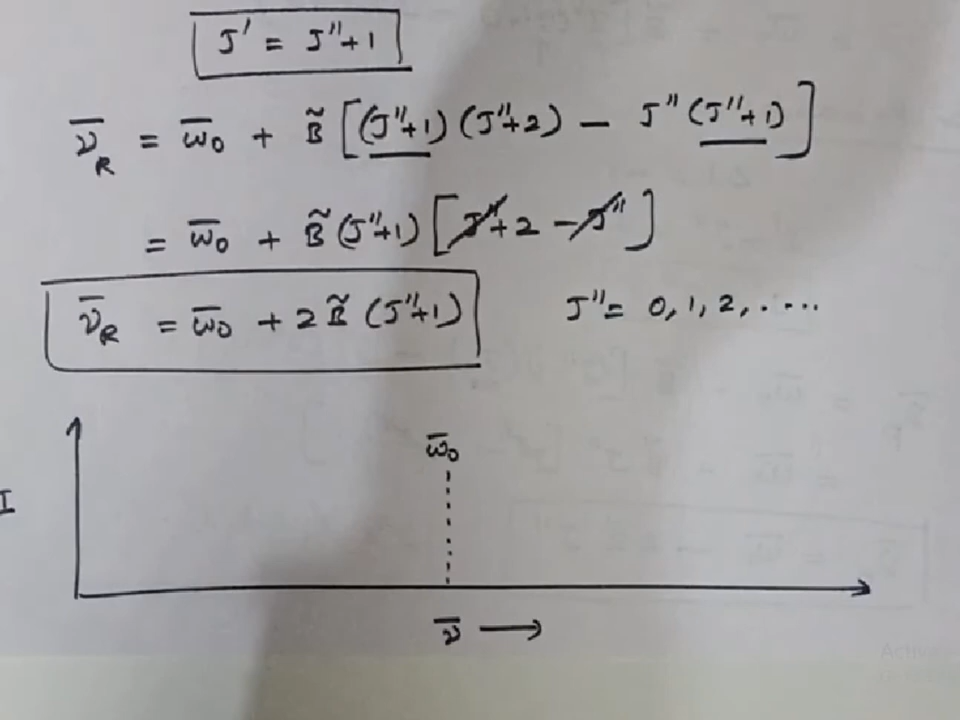 J' = J"+1
ν̅_R = ω̅₀ + B̃ [(J"+1) (J"+2) − J" (J"+1)]
= ω̅₀ + B̃ (J"+1) [J"+2 − J"]
ν̅_R = ω̅₀ + 2B̃ (J"+1) J" = 0, 1, 2, ....
ω̅₀
I
ν̅ ⟶